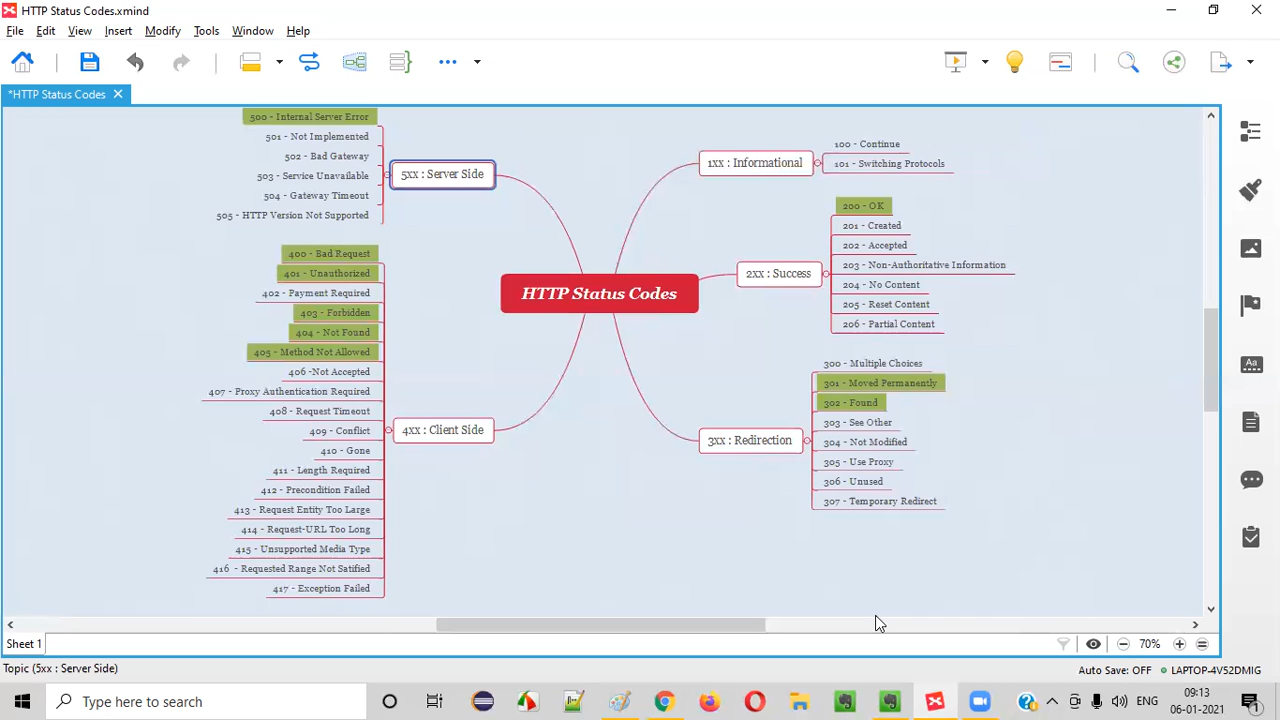 HTTP Status Codes.xmind
File Edit View Insert Modify Tools Window Help
*HTTP Status Codes
500 - Internal Server Error
501 - Not Implemented
502 - Bad Gateway
503 - Service Unavailable
504 - Gateway Timeout
505 - HTTP Version Not Supported
5xx : Server Side
400 - Bad Request
401 - Unauthorized
402 - Payment Required
403 - Forbidden
404 - Not Found
405 - Method Not Allowed
406 -Not Accepted
407 - Proxy Authentication Required
408 - Request Timeout
409 - Conflict
410 - Gone
411 - Length Required
412 - Precondition Failed
413 - Request Entity Too Large
414 - Request-URL Too Long
415 - Unsupported Media Type
416 - Requested Range Not Satified
417 - Exception Failed
4xx : Client Side
HTTP Status Codes
1xx : Informational
100 - Continue
101 - Switching Protocols
2xx : Success
200 - OK
201 - Created
202 - Accepted
203 - Non-Authoritative Information
204 - No Content
205 - Reset Content
206 - Partial Content
3xx : Redirection
300 - Multiple Choices
301 - Moved Permanently
302 - Found
303 - See Other
304 - Not Modified
305 - Use Proxy
306 - Unused
307 - Temporary Redirect
Aa
Sheet 1
70%
Topic (5xx : Server Side)
Auto Save: OFF
LAPTOP-4V52DMIG
Type here to search
ENG
09:13
06-01-2021
1